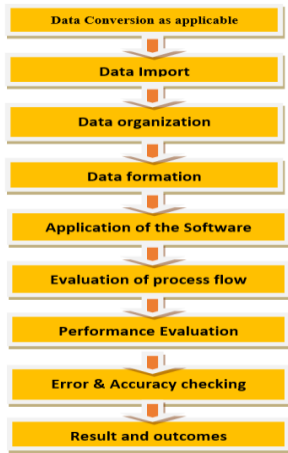 Data Conversion as applicable
Data Import
Data organization
Data formation
Application of the Software
Evaluation of process flow
Performance Evaluation
Error & Accuracy checking
Result and outcomes